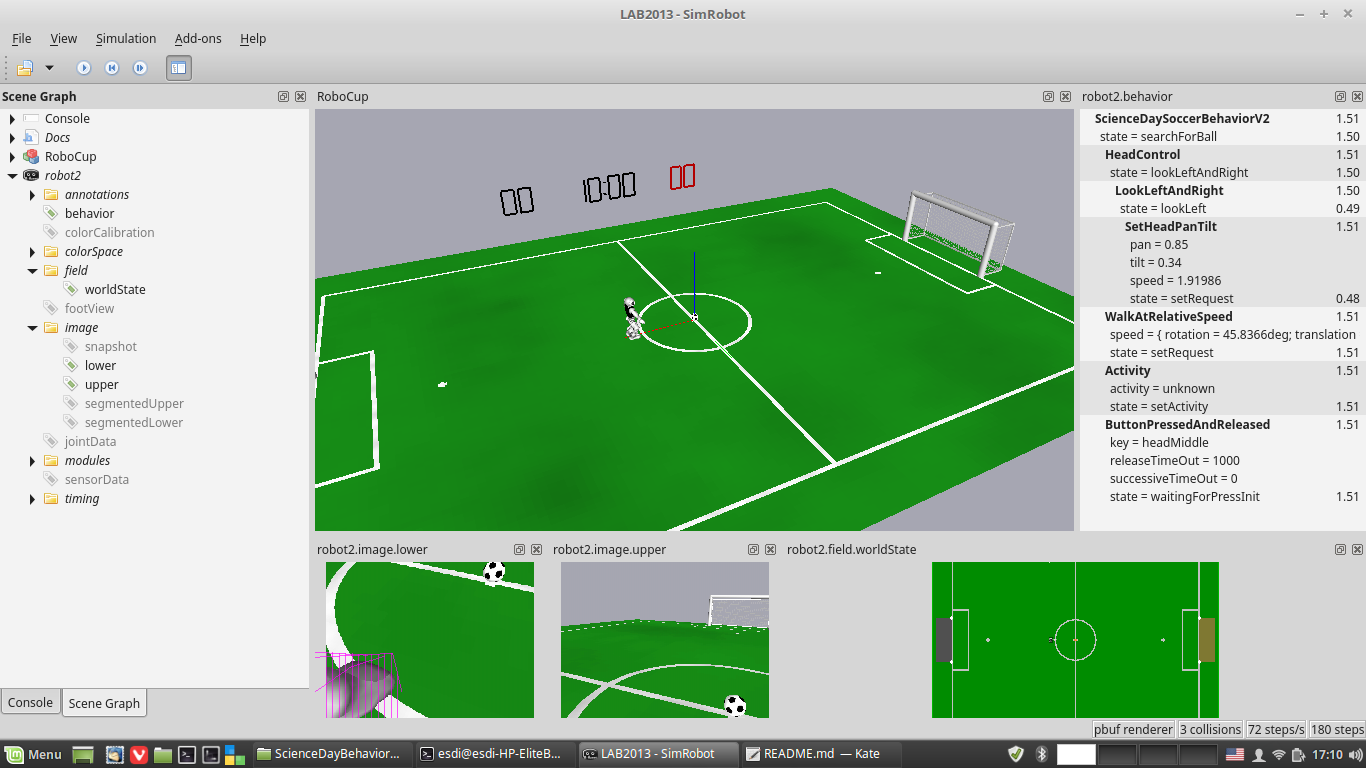 LAB2013 - SimRobot
File View Simulation Add-ons Help
Scene Graph
Console
Docs
RoboCup
robot2
annotations
behavior
colorCalibration
colorSpace
field
worldState
footView
image
snapshot
lower
upper
segmentedUpper
segmentedLower
jointData
modules
sensorData
timing
Console Scene Graph
RoboCup
00 10:00 00
robot2.image.lower
robot2.image.upper
robot2.field.worldState
robot2.behavior
ScienceDaySoccerBehaviorV2 1.51
state = searchForBall 1.50
HeadControl 1.51
state = lookLeftAndRight 1.50
LookLeftAndRight 1.50
state = lookLeft 0.49
SetHeadPanTilt 1.51
pan = 0.85
tilt = 0.34
speed = 1.91986
state = setRequest 0.48
WalkAtRelativeSpeed 1.51
speed = { rotation = 45.8366deg; translation
state = setRequest 1.51
Activity 1.51
activity = unknown
state = setActivity 1.51
ButtonPressedAndReleased 1.51
key = headMiddle
releaseTimeOut = 1000
successiveTimeOut = 0
state = waitingForPressInit 1.51
pbuf renderer 3 collisions 72 steps/s 180 steps
Menu ScienceDayBehavior... esdi@esdi-HP-EliteB... LAB2013 - SimRobot README.md — Kate 17:10